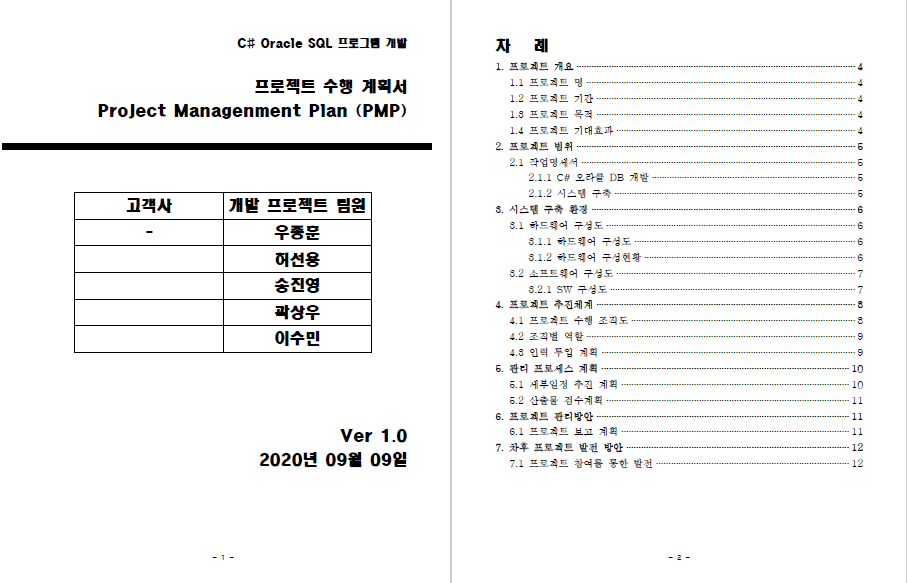 C# Oracle SQL 프로그램 개발
프로젝트 수행 계획서
Project Managenment Plan (PMP)
고객사 개발 프로젝트 팀원
- 우종훈
허선용
송진영
곽상우
이수민
Ver 1.0
2020년 09월 09일
- 1 -
차 례
1. 프로젝트 개요 4
1.1 프로젝트 명 4
1.2 프로젝트 기간 4
1.3 프로젝트 목적 4
1.4 프로젝트 기대효과 4
2. 프로젝트 범위 5
2.1 작업명세서 5
2.1.1 C# 오라클 DB 개발 5
2.1.2 시스템 구축 5
3. 시스템 구축 환경 6
3.1 하드웨어 구성도 6
3.1.1 하드웨어 구성도 6
3.1.2 하드웨어 구성현황 6
3.2 소프트웨어 구성도 7
3.2.1 SW 구성도 7
4. 프로젝트 추진체계 8
4.1 프로젝트 수행 조직도 8
4.2 조직별 역할 9
4.3 인력 투입 계획 9
5. 관리 프로세스 계획 10
5.1 세부일정 추진 계획 10
5.2 산출물 검수계획 11
6. 프로젝트 관리방안 11
6.1 프로젝트 보고 계획 11
7. 차후 프로젝트 발전 방안 12
7.1 프로젝트 참여를 통한 발전 12
- 2 -